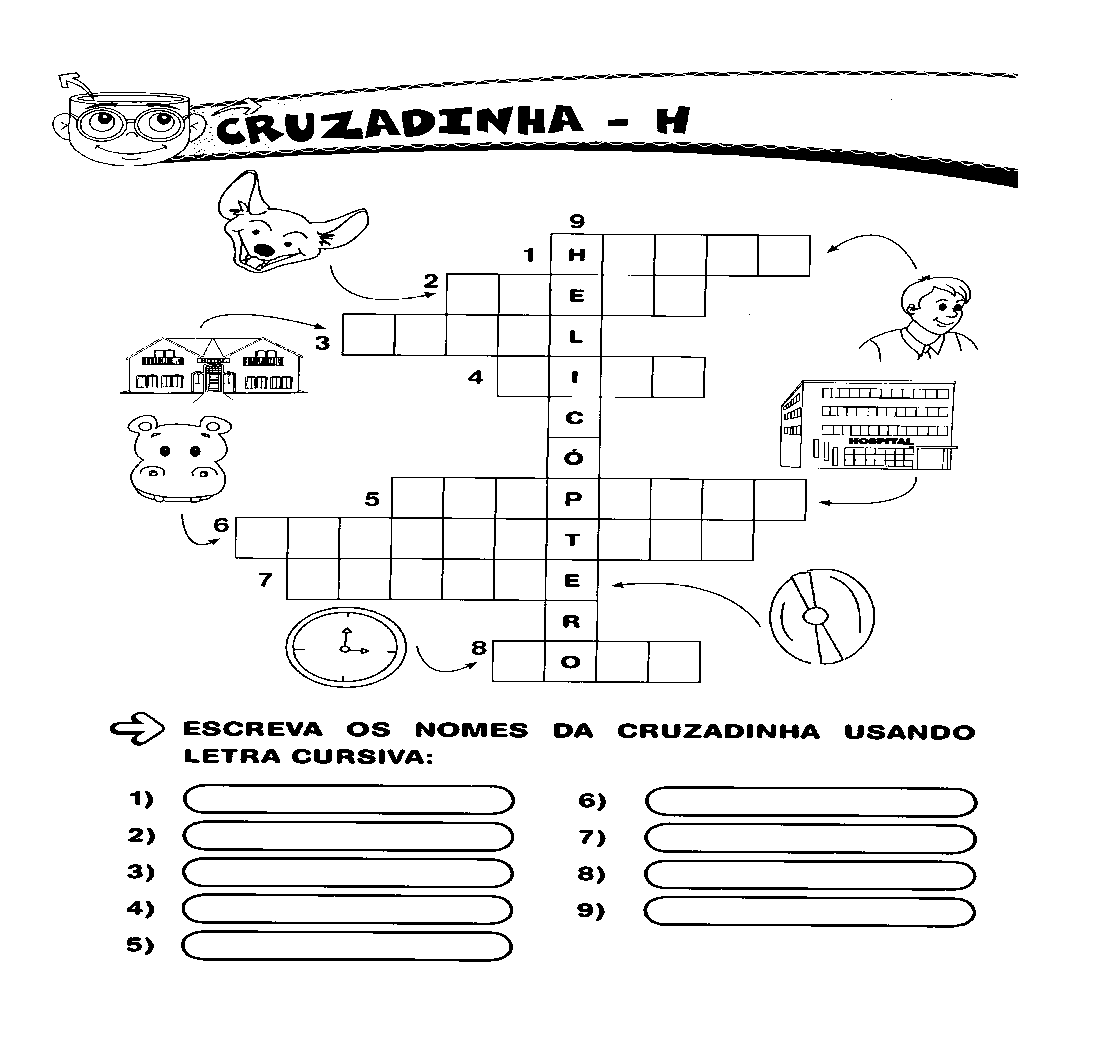 CRUZADINHA - H
9
1 H
2 E
3 L
4 I
C
Ó
HOSPITAL
5 P
6 T
7 E
R
8 O
ESCREVA OS NOMES DA CRUZADINHA USANDO
LETRA CURSIVA:
1)
2)
3)
4)
5)
6)
7)
8)
9)